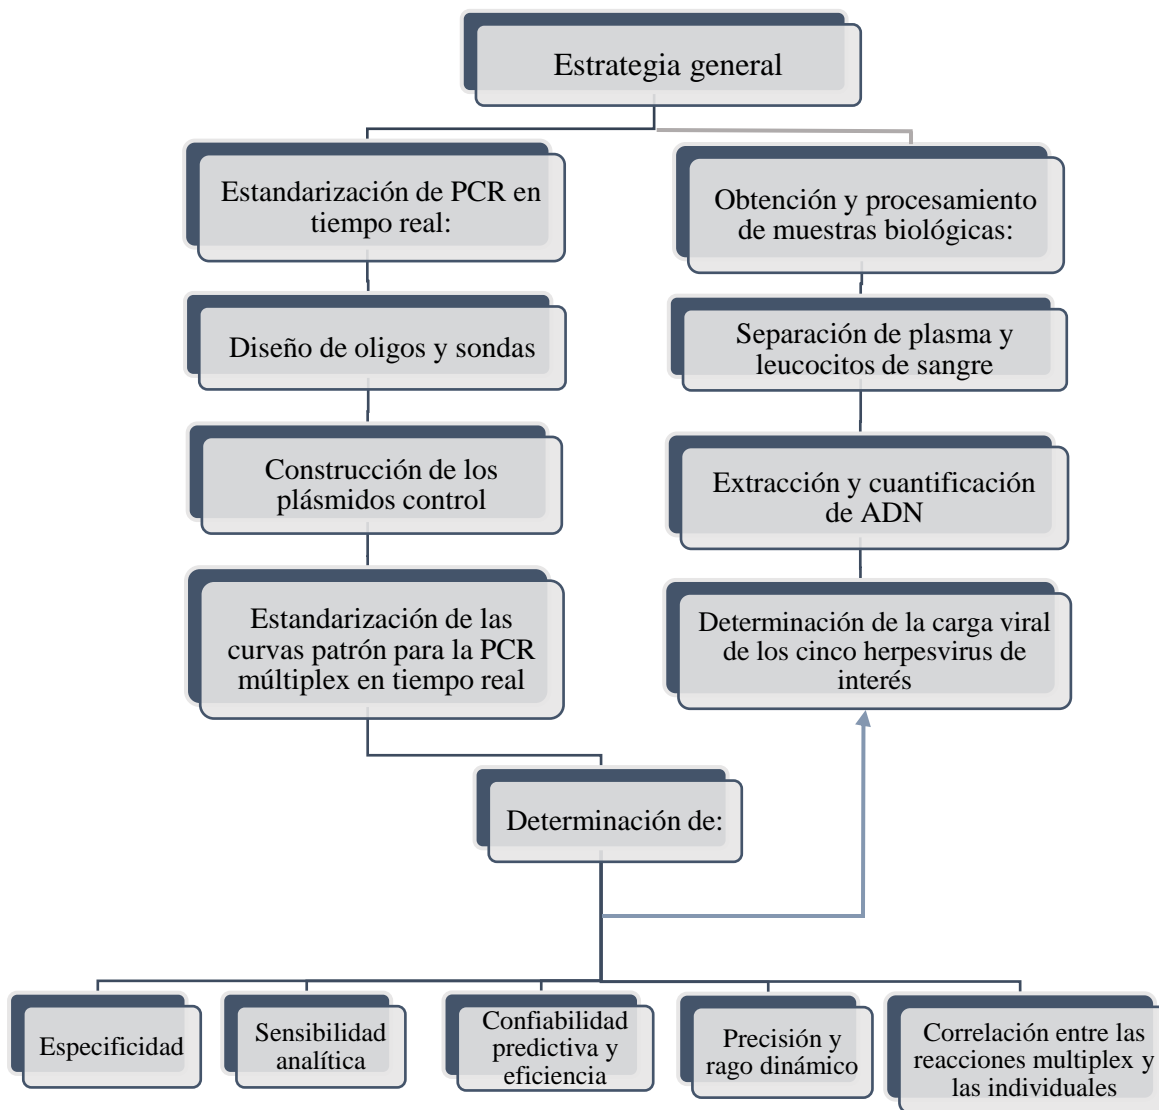 Estrategia general
Estandarización de PCR en
tiempo real:
Obtención y procesamiento
de muestras biológicas:
Diseño de oligos y sondas
Separación de plasma y
leucocitos de sangre
Construcción de los
plásmidos control
Extracción y cuantificación
de ADN
Estandarización de las
curvas patrón para la PCR
múltiplex en tiempo real
Determinación de la carga viral
de los cinco herpesvirus de
interés
Determinación de:
Especificidad
Sensibilidad
analítica
Confiabilidad
predictiva y
eficiencia
Precisión y
rago dinámico
Correlación entre las
reacciones multiplex y
las individuales